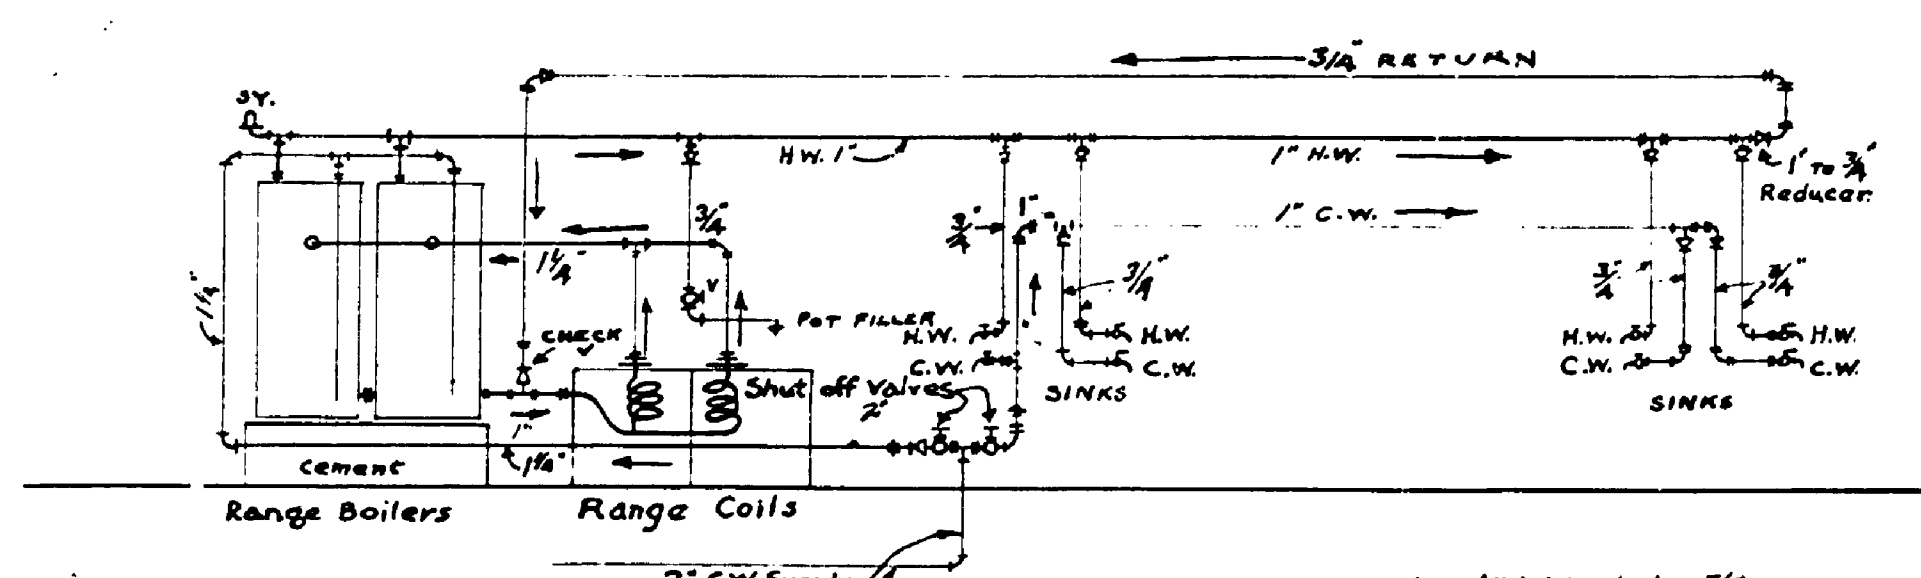 3/4" RETURN
SY.
H.W. 1"
1" H.W.
1" To 3/4"
Reducer
1" C.W.
3/4"
3/4"
1"
1 1/4"
1 1/4"
3/4"
3/4"
3/4"
V
POT FILLER
CHECK
V
H.W.
H.W.
C.W.
C.W.
H.W.
H.W.
C.W.
C.W.
Shut off Valves
2"
SINKS
SINKS
1"
1 1/4"
Cement
Range Boilers
Range Coils
2" C.W.